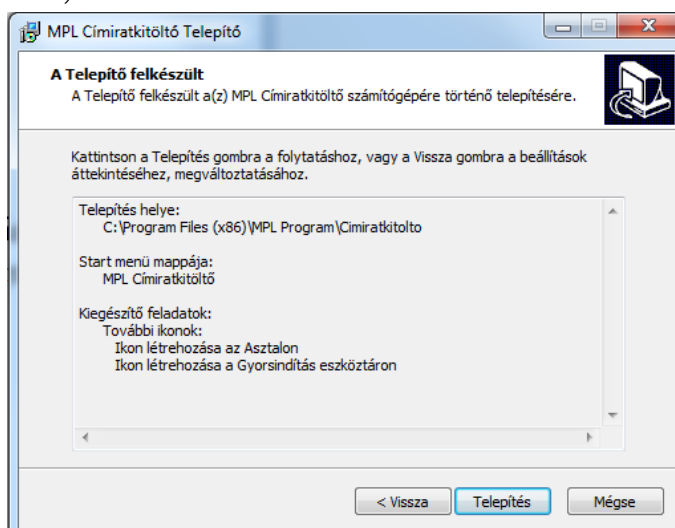 MPL Címiratkitöltő Telepítő
A Telepítő felkészült
A Telepítő felkészült a(z) MPL Címiratkitöltő számítógépére történő telepítésére.
Kattintson a Telepítés gombra a folytatáshoz, vagy a Vissza gombra a beállítások
áttekintéséhez, megváltoztatásához.
Telepítés helye:
C:\Program Files (x86)\MPL Program\Cimiratkitolto
Start menü mappája:
MPL Címiratkitöltő
Kiegészítő feladatok:
További ikonok:
Ikon létrehozása az Asztalon
Ikon létrehozása a Gyorsindítás eszköztáron
< Vissza
Telepítés
Mégse